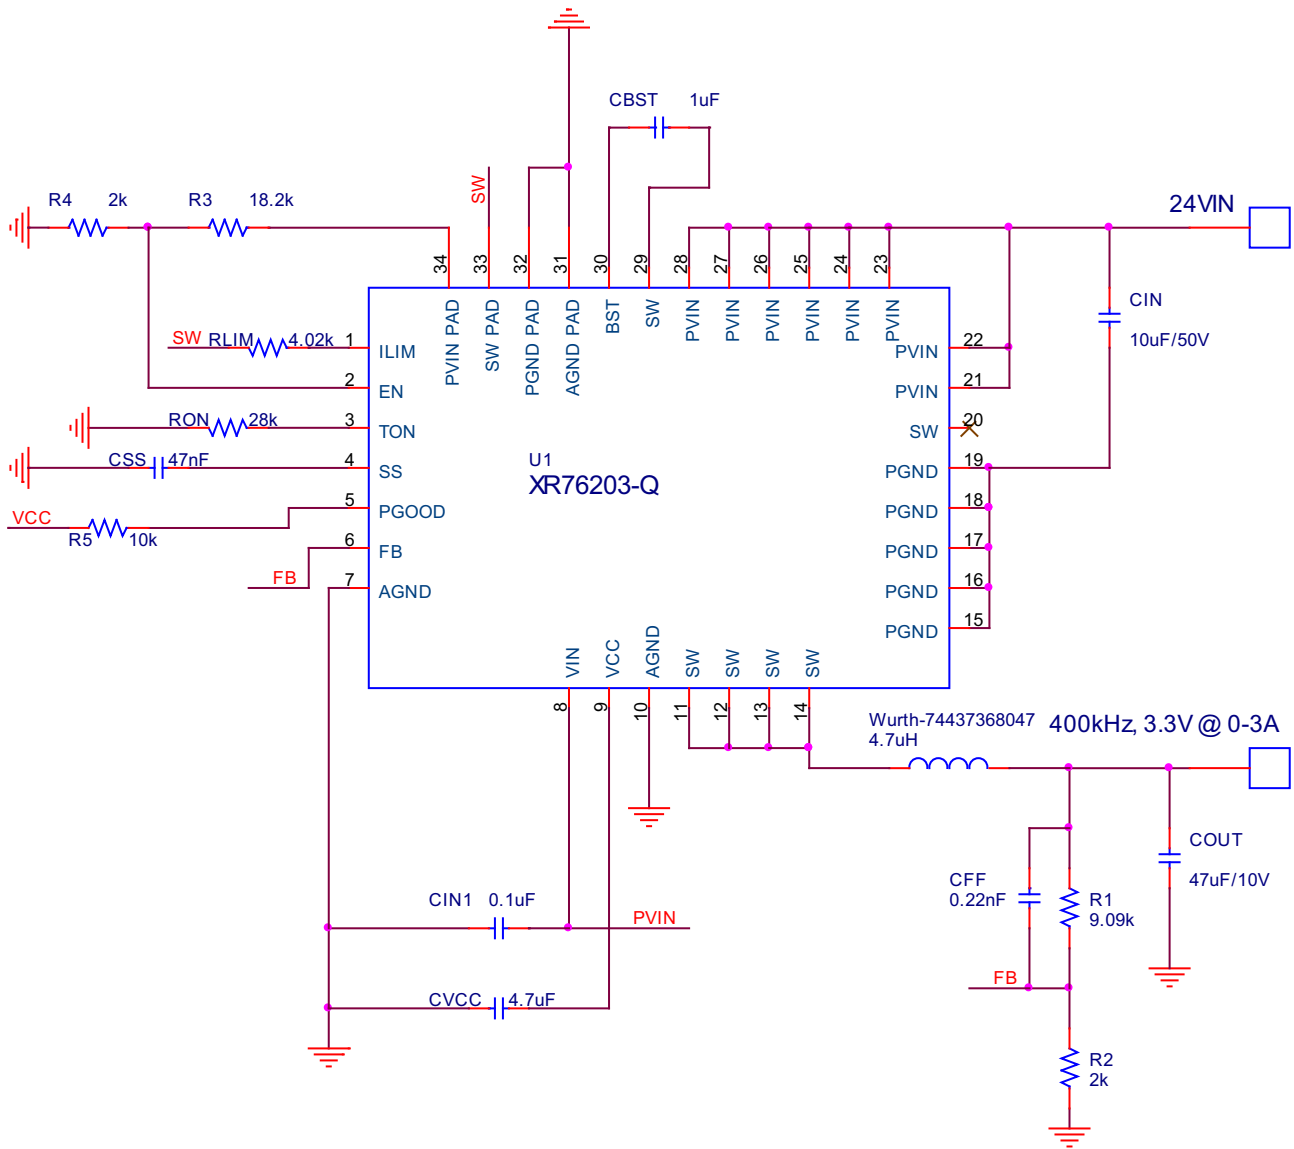 CBST 1uF
R4 2k R3 18.2k
SW
24VIN
34 33 32 31 30 29 28 27 26 25 24 23
PVIN PAD
SW PAD
PGND PAD
AGND PAD
BST
SW
PVIN
PVIN
PVIN
PVIN
PVIN
PVIN
CIN
10uF/50V
SW RLIM 4.02k 1 ILIM
2 EN
RON 28k 3 TON
CSS 47nF 4 SS
VCC R5 10k 5 PGOOD
FB 6 FB
7 AGND
U1
XR76203-Q
PVIN 22
PVIN 21
SW 20
PGND 19
PGND 18
PGND 17
PGND 16
PGND 15
VIN
VCC
AGND
SW
SW
SW
SW
8 9 10 11 12 13 14
Wurth-74437368047
4.7uH
400kHz, 3.3V @ 0-3A
COUT
47uF/10V
CFF
0.22nF
R1
9.09k
CIN1 0.1uF
PVIN
FB
CVCC 4.7uF
R2
2k